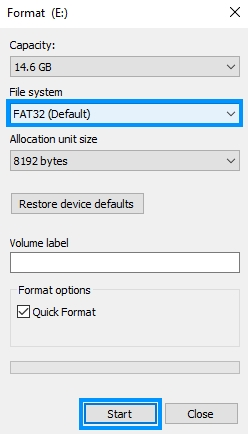 Format (E:)
Capacity:
14.6 GB
File system
FAT32 (Default)
Allocation unit size
8192 bytes
Restore device defaults
Volume label
Format options
Quick Format
Start
Close